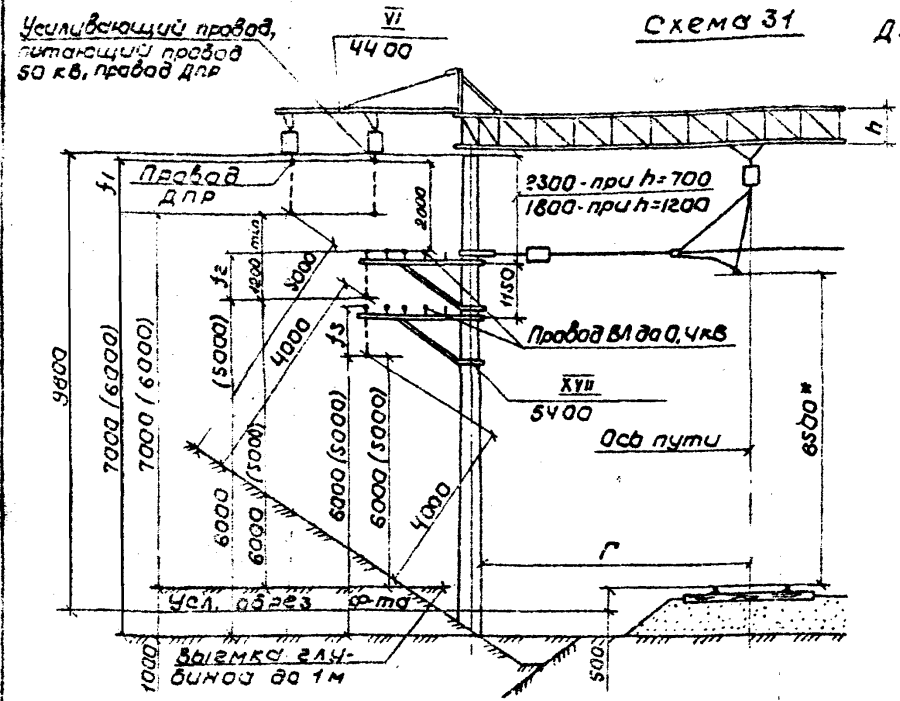 Схема 31
Д
Усиливающий провод,
питающий провод
50 кв, провод ДПР
VI
4400
h
f1
Провод
ДПР
2000
2300-при h=700
1800-при h=1200
f2
1200 min
5000
4000
f3
1150
Провод ВЛ до 0,4кв
XVII
5400
Ось пути
6500*
9800
7000 (6000)
7000 (6000)
(5000)
6000
6000 (5000)
6000 (5000)
6000 (5000)
4000
Г
Усл. обрез ф-та
1000
Выемка глу-
биной до 1м
500